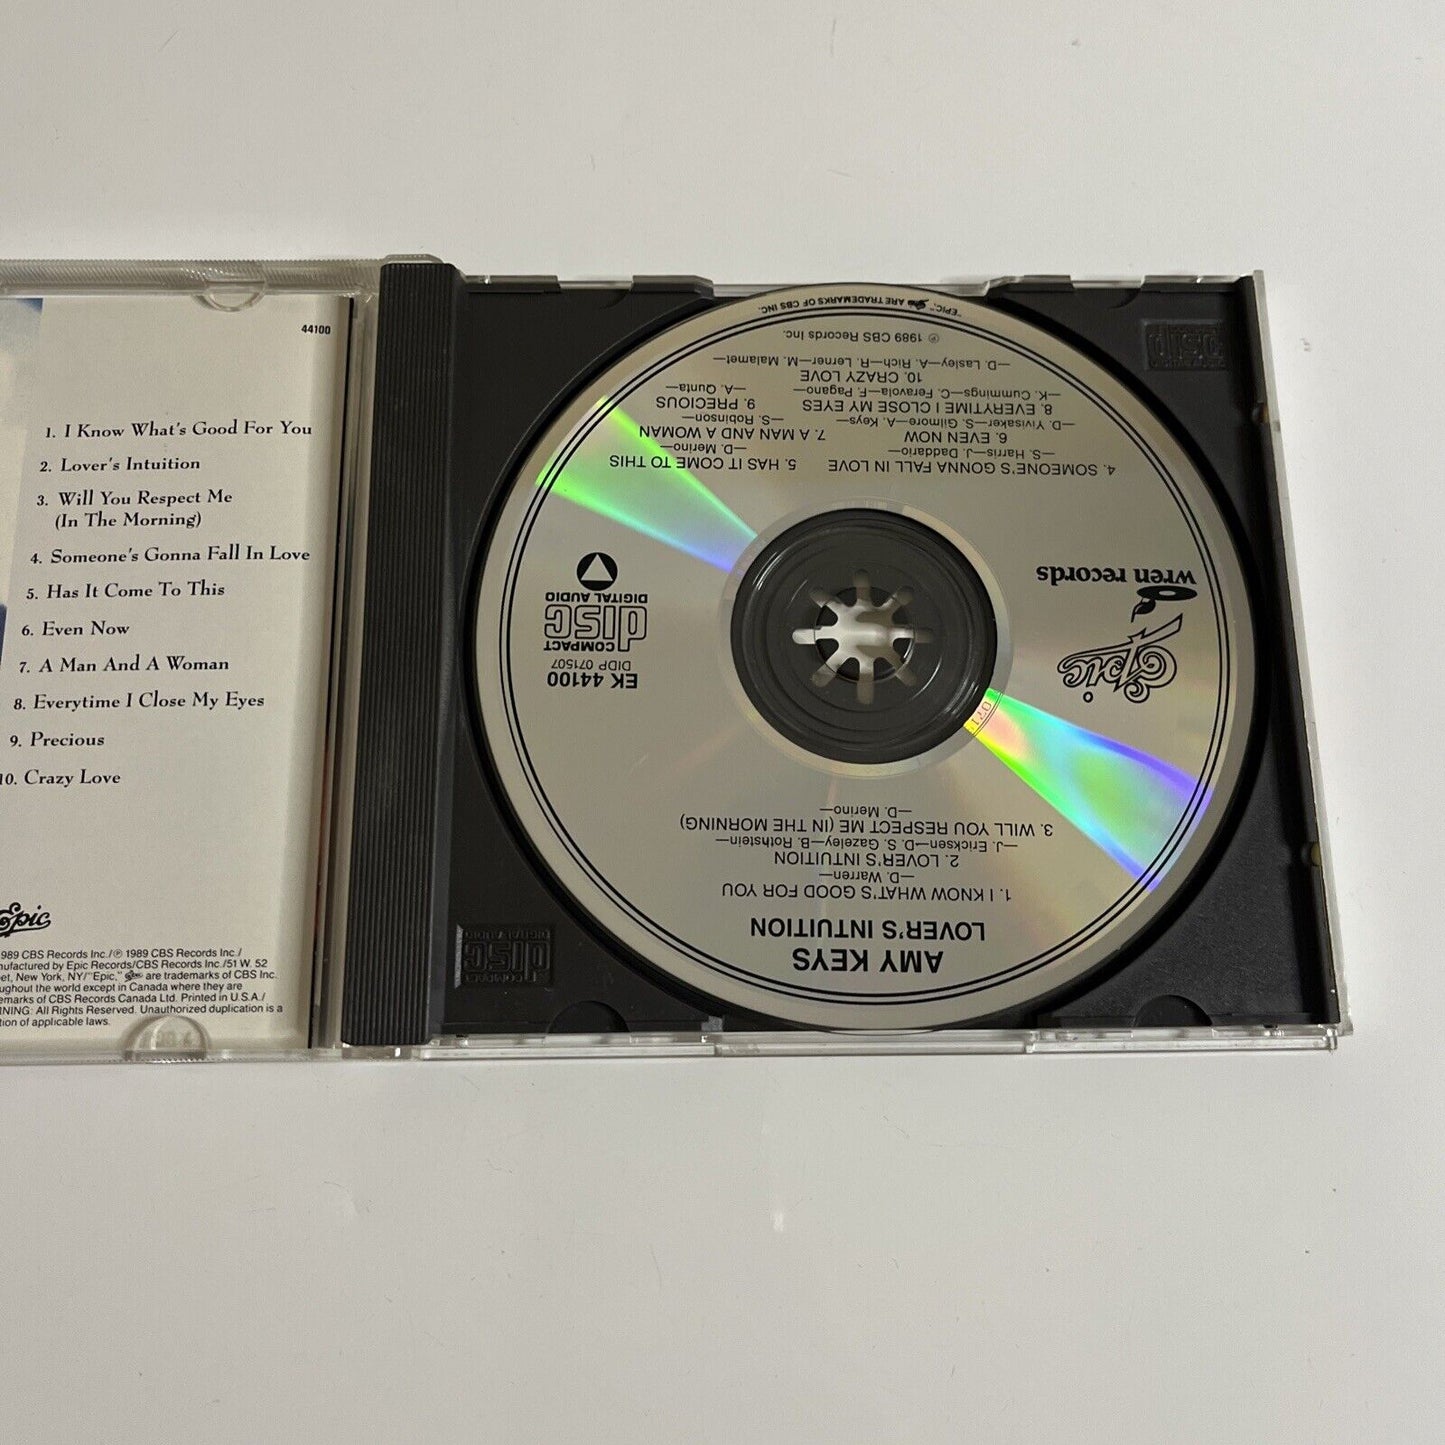 44100
1. I Know What's Good For You
2. Lover's Intuition
3. Will You Respect Me
(In The Morning)
4. Someone's Gonna Fall In Love
5. Has It Come To This
6. Even Now
7. A Man And A Woman
8. Everytime I Close My Eyes
9. Precious
10. Crazy Love
Epic
989 CBS Records Inc./℗ 1989 CBS Records Inc./
nufactured by Epic Records/CBS Records Inc./51 W. 52
et, New York, NY/"Epic," are trademarks of CBS Inc.
ughout the world except in Canada where they are
emarks of CBS Records Canada Ltd. Printed in U.S.A./
NING: All Rights Reserved. Unauthorized duplication is a
tion of applicable laws.
AMY KEYS
LOVER'S INTUITION
1. I KNOW WHAT'S GOOD FOR YOU
—D. Warren—
2. LOVER'S INTUITION
—J. Ericksen—D. S. Gazeley—B. Rothstein—
3. WILL YOU RESPECT ME (IN THE MORNING)
—D. Merino—
Epic
wren records
EK 44100
DIDP 071507
COMPACT
disc
DIGITAL AUDIO
4. SOMEONE'S GONNA FALL IN LOVE
—S. Harris—J. Daddario—
5. HAS IT COME TO THIS
—D. Merino—
6. EVEN NOW
—D. Yivisaker—S. Gilmore—A. Keys—
7. A MAN AND A WOMAN
—S. Robinson—
8. EVERYTIME I CLOSE MY EYES
—K. Cummings—C. Feravola—F. Pagano—
9. PRECIOUS
—A. Qunta—
10. CRAZY LOVE
—D. Lasley—A. Rich—R. Lerner—M. Malamet—
℗ 1989 CBS Records Inc.
"EPIC," ARE TRADEMARKS OF CBS INC.
COMPACT
disc
DIGITAL AUDIO
disc